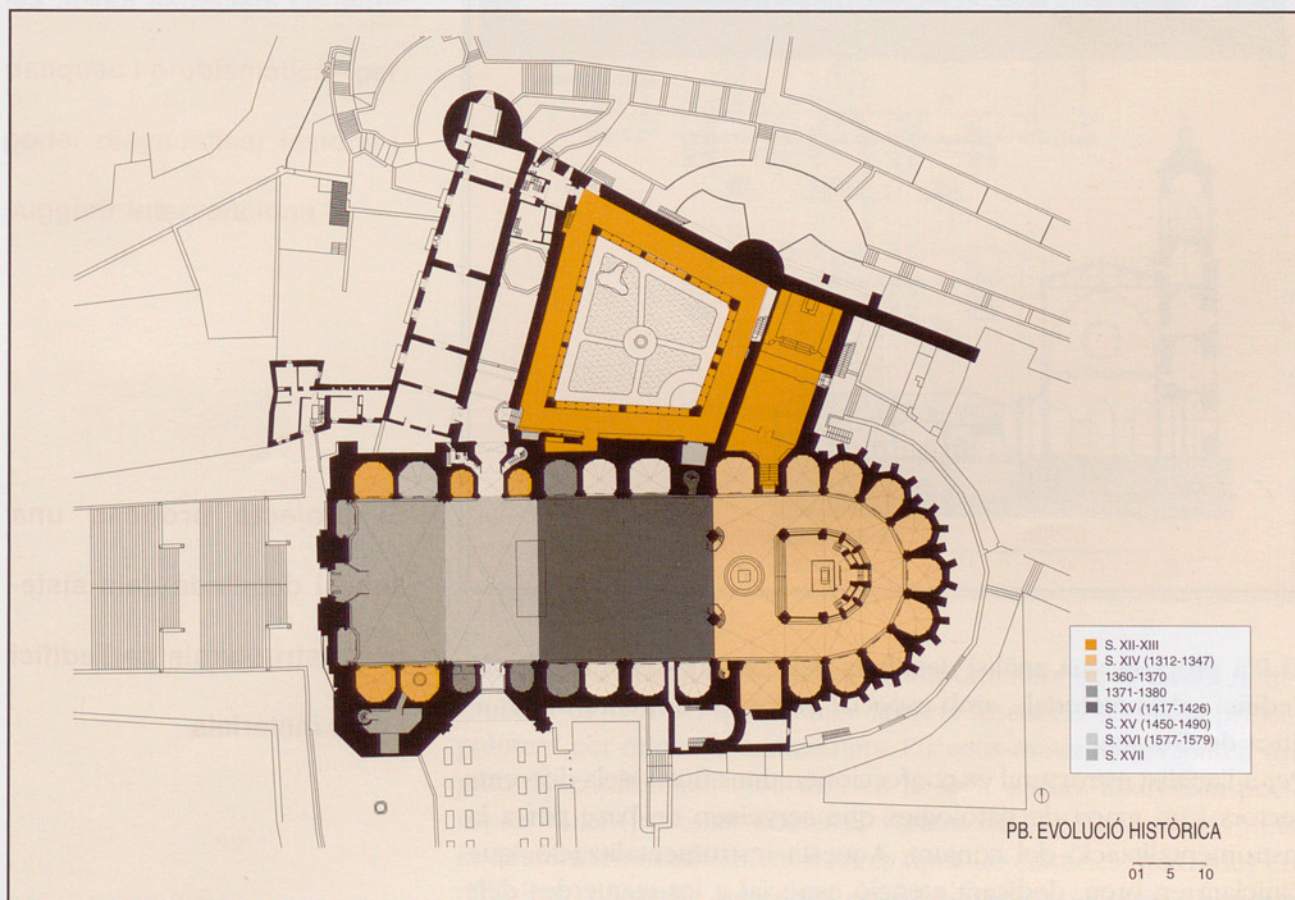 S. XII-XIII
S. XIV (1312-1347)
1360-1370
1371-1380
S. XV (1417-1426)
S. XV (1450-1490)
S. XVI (1577-1579)
S. XVII
PB. EVOLUCIÓ HISTÒRICA
01 5 10